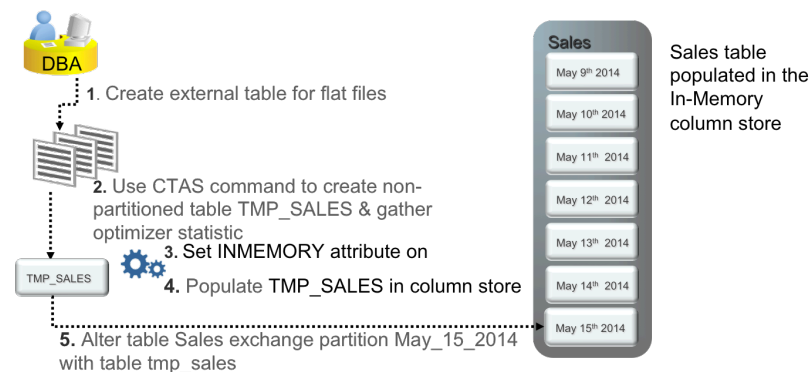 DBA
1. Create external table for flat files
2. Use CTAS command to create non-
partitioned table TMP_SALES & gather
optimizer statistic
3. Set INMEMORY attribute on
TMP_SALES
4. Populate TMP_SALES in column store
5. Alter table Sales exchange partition May_15_2014
with table tmp_sales
Sales
May 9th 2014
May 10th 2014
May 11th 2014
May 12th 2014
May 13th 2014
May 14th 2014
May 15th 2014
Sales table
populated in the
In-Memory
column store